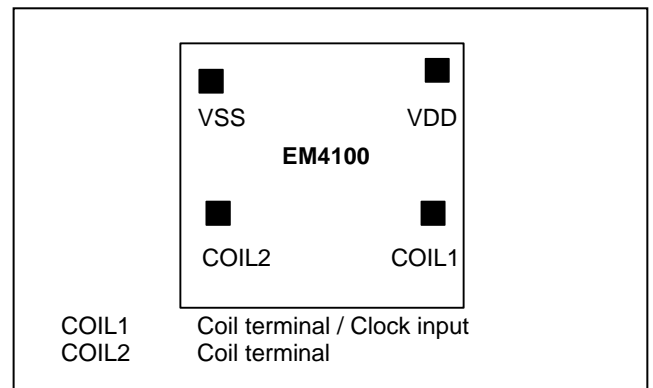 VSS VDD
EM4100
COIL2 COIL1
COIL1 Coil terminal / Clock input
COIL2 Coil terminal